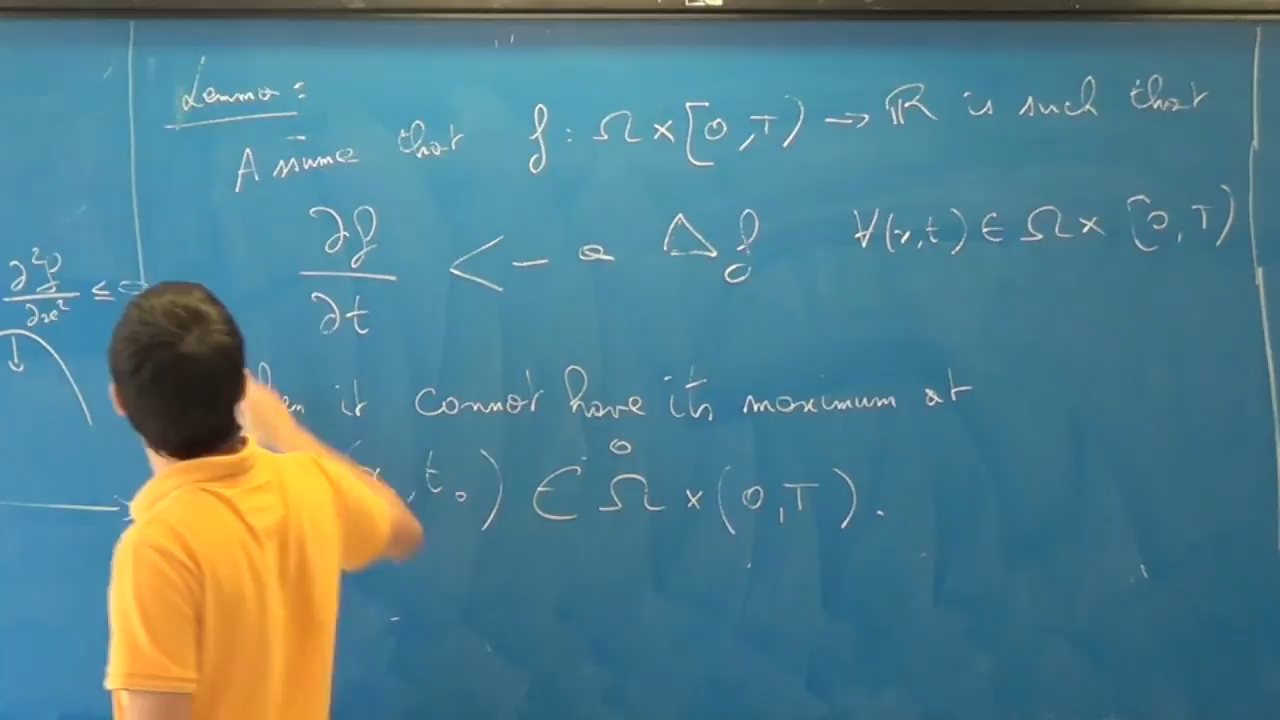 Lemma:
Assume that f : Ω × [0,T) → ℝ is such that
∂f/∂t < - a Δf ∀(x,t) ∈ Ω × [0,T)
∂²f/∂x² ≤ 0
it cannot have its maximum at
, t₀) ∈ Ω̊ × (0,T).